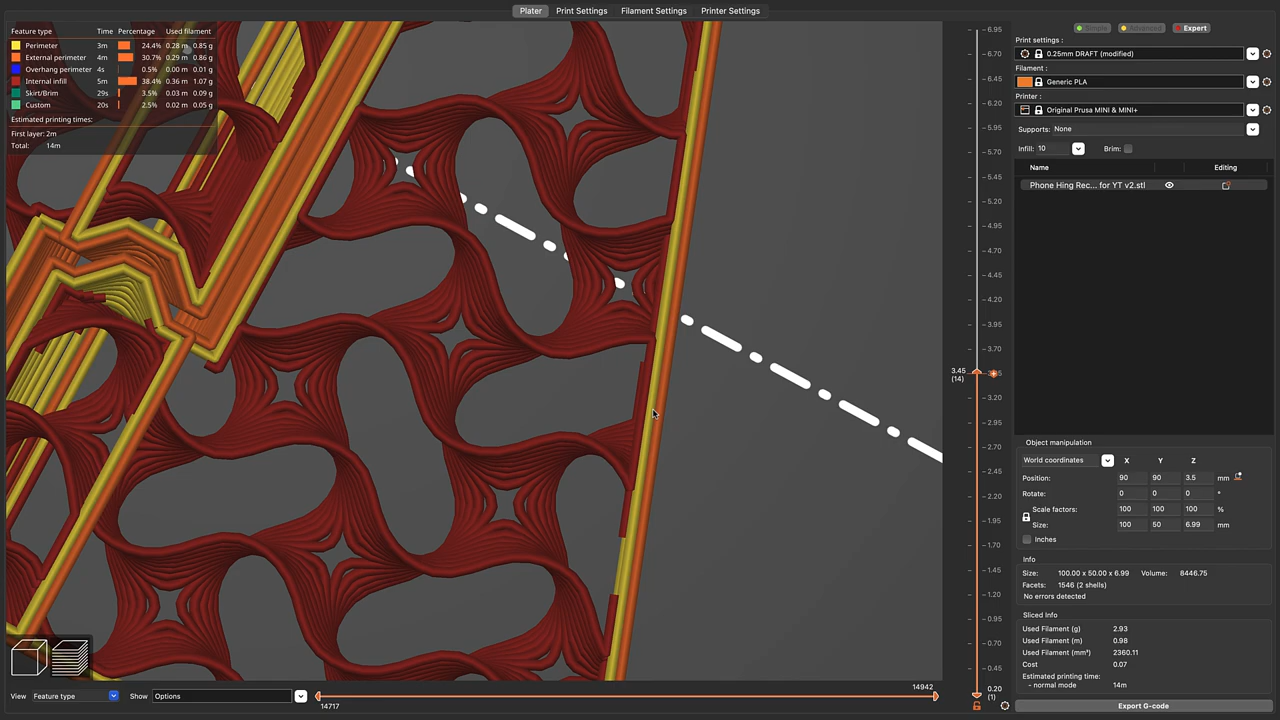 Plater Print Settings Filament Settings Printer Settings
Feature type Time Percentage Used filament
Perimeter 3m 24.4% 0.28 m 0.85 g
External perimeter 4m 30.7% 0.29 m 0.86 g
Overhang perimeter 4s 0.5% 0.00 m 0.01 g
Internal infill 5m 38.4% 0.36 m 1.07 g
Skirt/Brim 29s 3.5% 0.03 m 0.09 g
Custom 20s 2.5% 0.02 m 0.05 g
Estimated printing times:
First layer: 2m
Total: 14m
6.95
6.70
6.45
6.20
5.95
5.70
5.45
5.20
4.95
4.70
4.45
4.20
3.95
3.70
3.45
(14)
3.20
2.95
2.70
2.45
2.20
1.95
1.70
1.45
1.20
0.95
0.70
0.45
0.20
(1)
Simple Advanced Expert
Print settings :
0.25mm DRAFT (modified)
Filament :
Generic PLA
Printer :
Original Prusa MINI & MINI+
Supports: None
Infill: 10 Brim:
Name Editing
Phone Hing Rec... for YT v2.stl
Object manipulation
World coordinates X Y Z
Position: 90 90 3.5 mm
Rotate: 0 0 0 °
Scale factors: 100 100 100 %
Size: 100 50 6.99 mm
Inches
Info
Size: 100.00 x 50.00 x 6.99 Volume: 8446.75
Facets: 1546 (2 shells)
No errors detected
Sliced Info
Used Filament (g) 2.93
Used Filament (m) 0.98
Used Filament (mm³) 2360.11
Cost 0.07
Estimated printing time:
- normal mode 14m
Export G-code
View Feature type Show Options
14942
14717